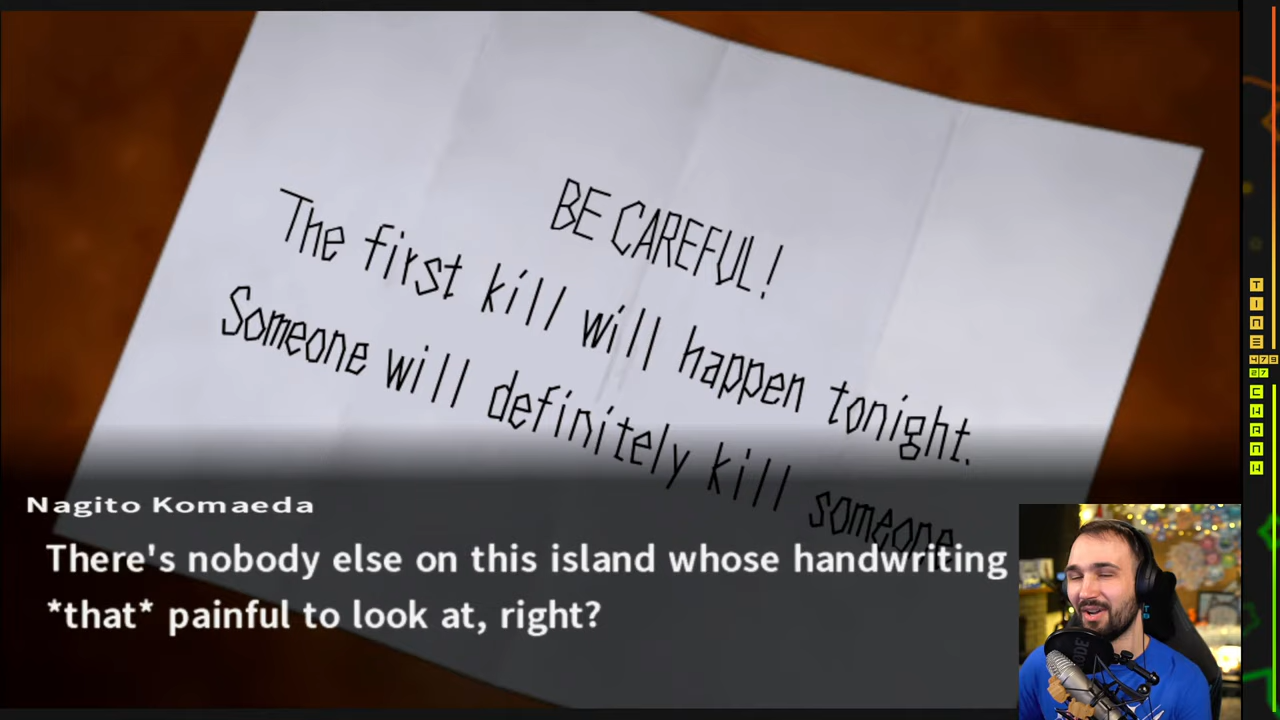 BE CAREFUL!
The first kill will happen tonight.
Someone will definitely kill someone
Nagito Komaeda
There's nobody else on this island whose handwriting
*that* painful to look at, right?